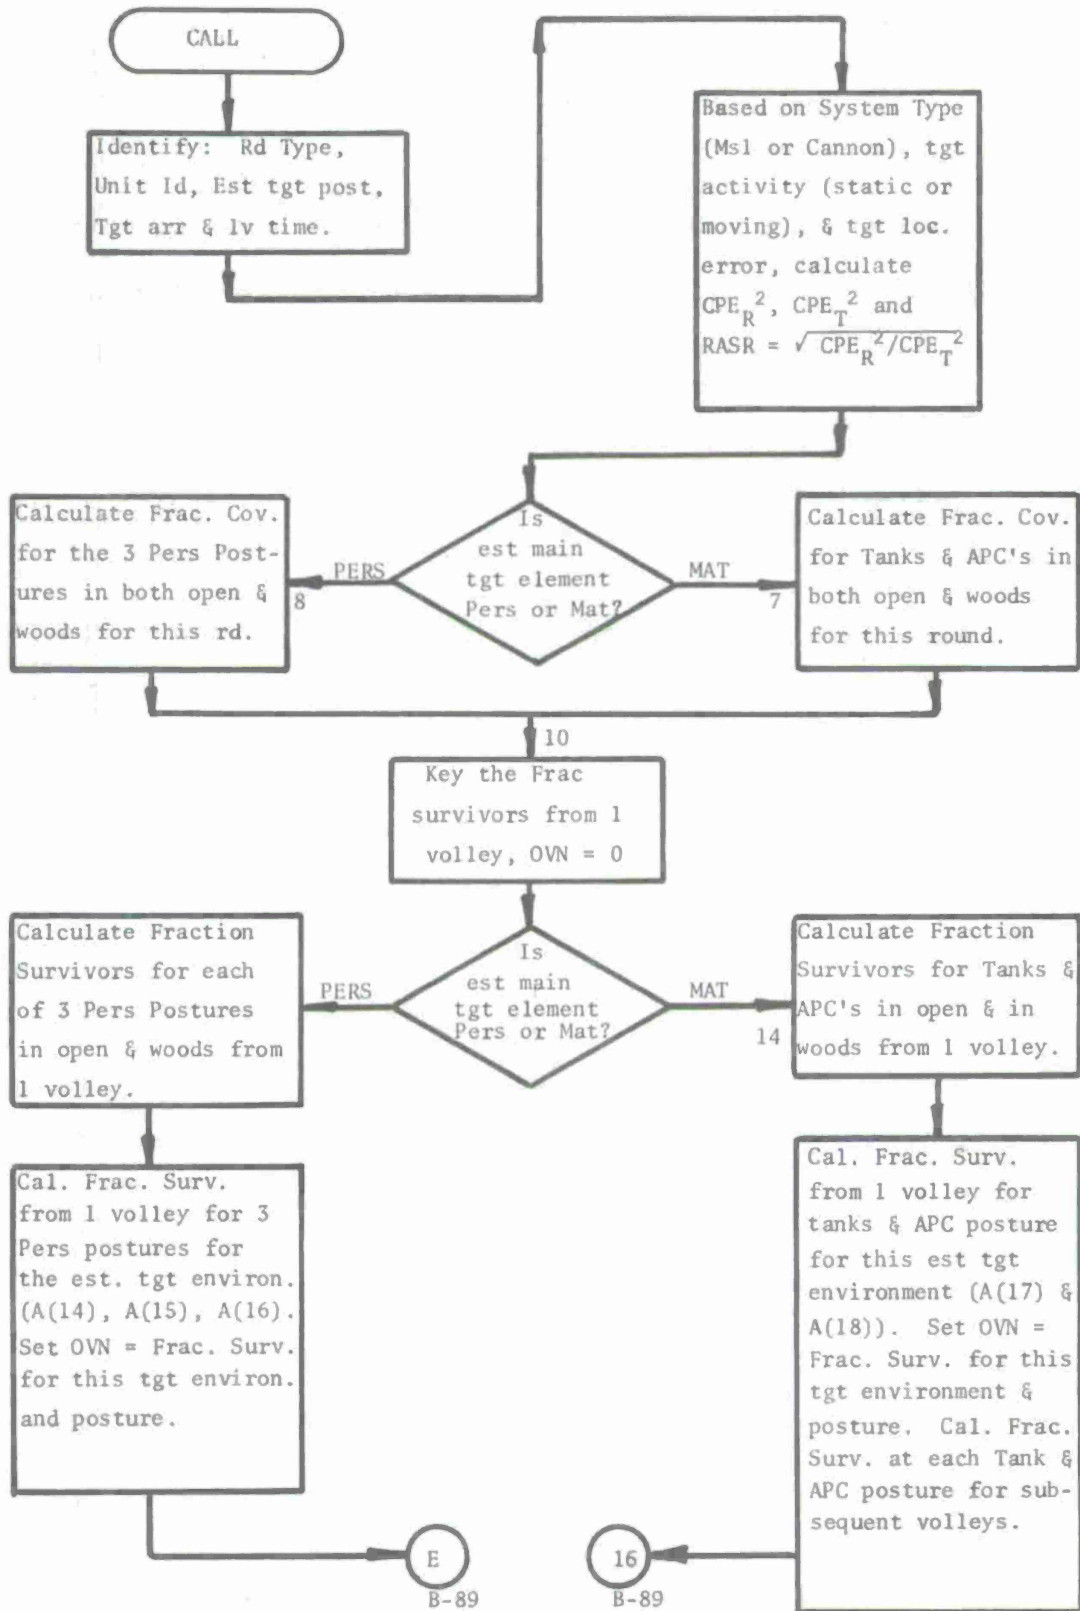 CALL
Identify: Rd Type,
Unit Id, Est tgt post,
Tgt arr & lv time.
Based on System Type
(Msl or Cannon), tgt
activity (static or
moving), & tgt loc.
error, calculate
CPE_R^2, CPE_T^2 and
RASR = √ CPE_R^2/CPE_T^2
Is
est main
tgt element
Pers or Mat?
PERS
8
MAT
7
Calculate Frac. Cov.
for the 3 Pers Post-
ures in both open &
woods for this rd.
Calculate Frac. Cov.
for Tanks & APC's in
both open & woods
for this round.
10
Key the Frac
survivors from 1
volley, OVN = 0
Is
est main
tgt element
Pers or Mat?
PERS
MAT
14
Calculate Fraction
Survivors for each
of 3 Pers Postures
in open & woods from
1 volley.
Calculate Fraction
Survivors for Tanks &
APC's in open & in
woods from 1 volley.
Cal. Frac. Surv.
from 1 volley for 3
Pers postures for
the est. tgt environ.
(A(14), A(15), A(16).
Set OVN = Frac. Surv.
for this tgt environ.
and posture.
Cal. Frac. Surv.
from 1 volley for
tanks & APC posture
for this est tgt
environment (A(17) &
A(18)). Set OVN =
Frac. Surv. for this
tgt environment &
posture. Cal. Frac.
Surv. at each Tank &
APC posture for sub-
sequent volleys.
E
B-89
16
B-89